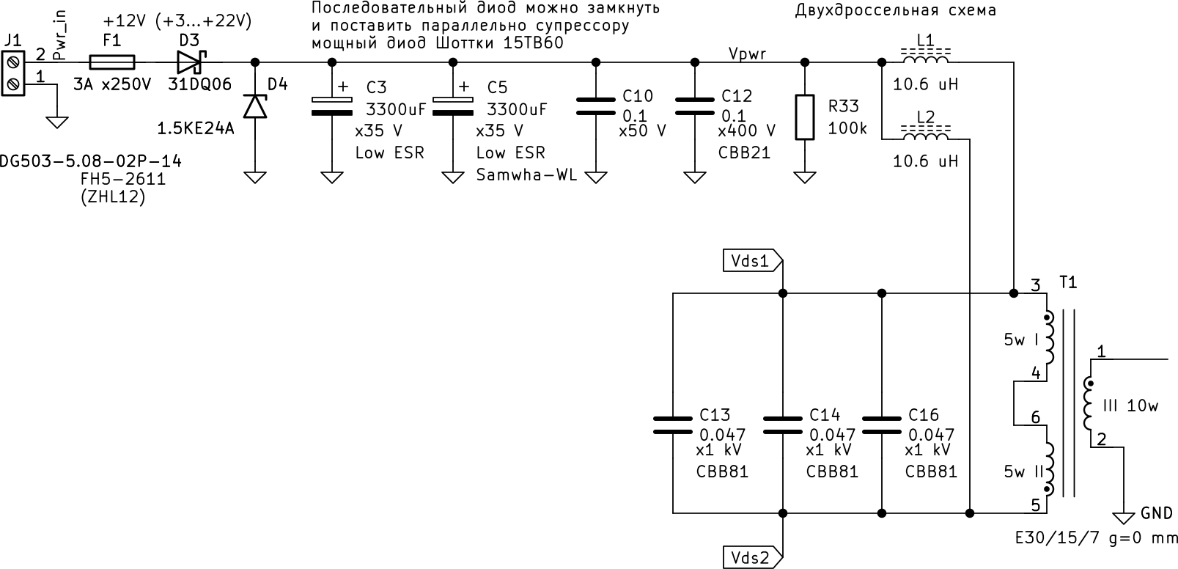 Последовательный диод можно замкнуть
и поставить параллельно супрессору
мощный диод Шоттки 15TB60
Двухдроссельная схема
+12V (+3...+22V)
J1
Pwr_in
F1
D3
2
1
3A x250V
31DQ06
D4
1.5KE24A
DG503-5.08-02P-14
FH5-2611
(ZHL12)
+
C3
3300uF
x35 V
Low ESR
+
C5
3300uF
x35 V
Low ESR
Samwha-WL
C10
0.1
x50 V
Vpwr
C12
0.1
x400 V
CBB21
R33
100k
L1
10.6 uH
L2
10.6 uH
Vds1
C13
0.047
x1 kV
CBB81
C14
0.047
x1 kV
CBB81
C16
0.047
x1 kV
CBB81
Vds2
T1
3
5w I
4
6
5w II
5
1
III 10w
2
GND
E30/15/7 g=0 mm